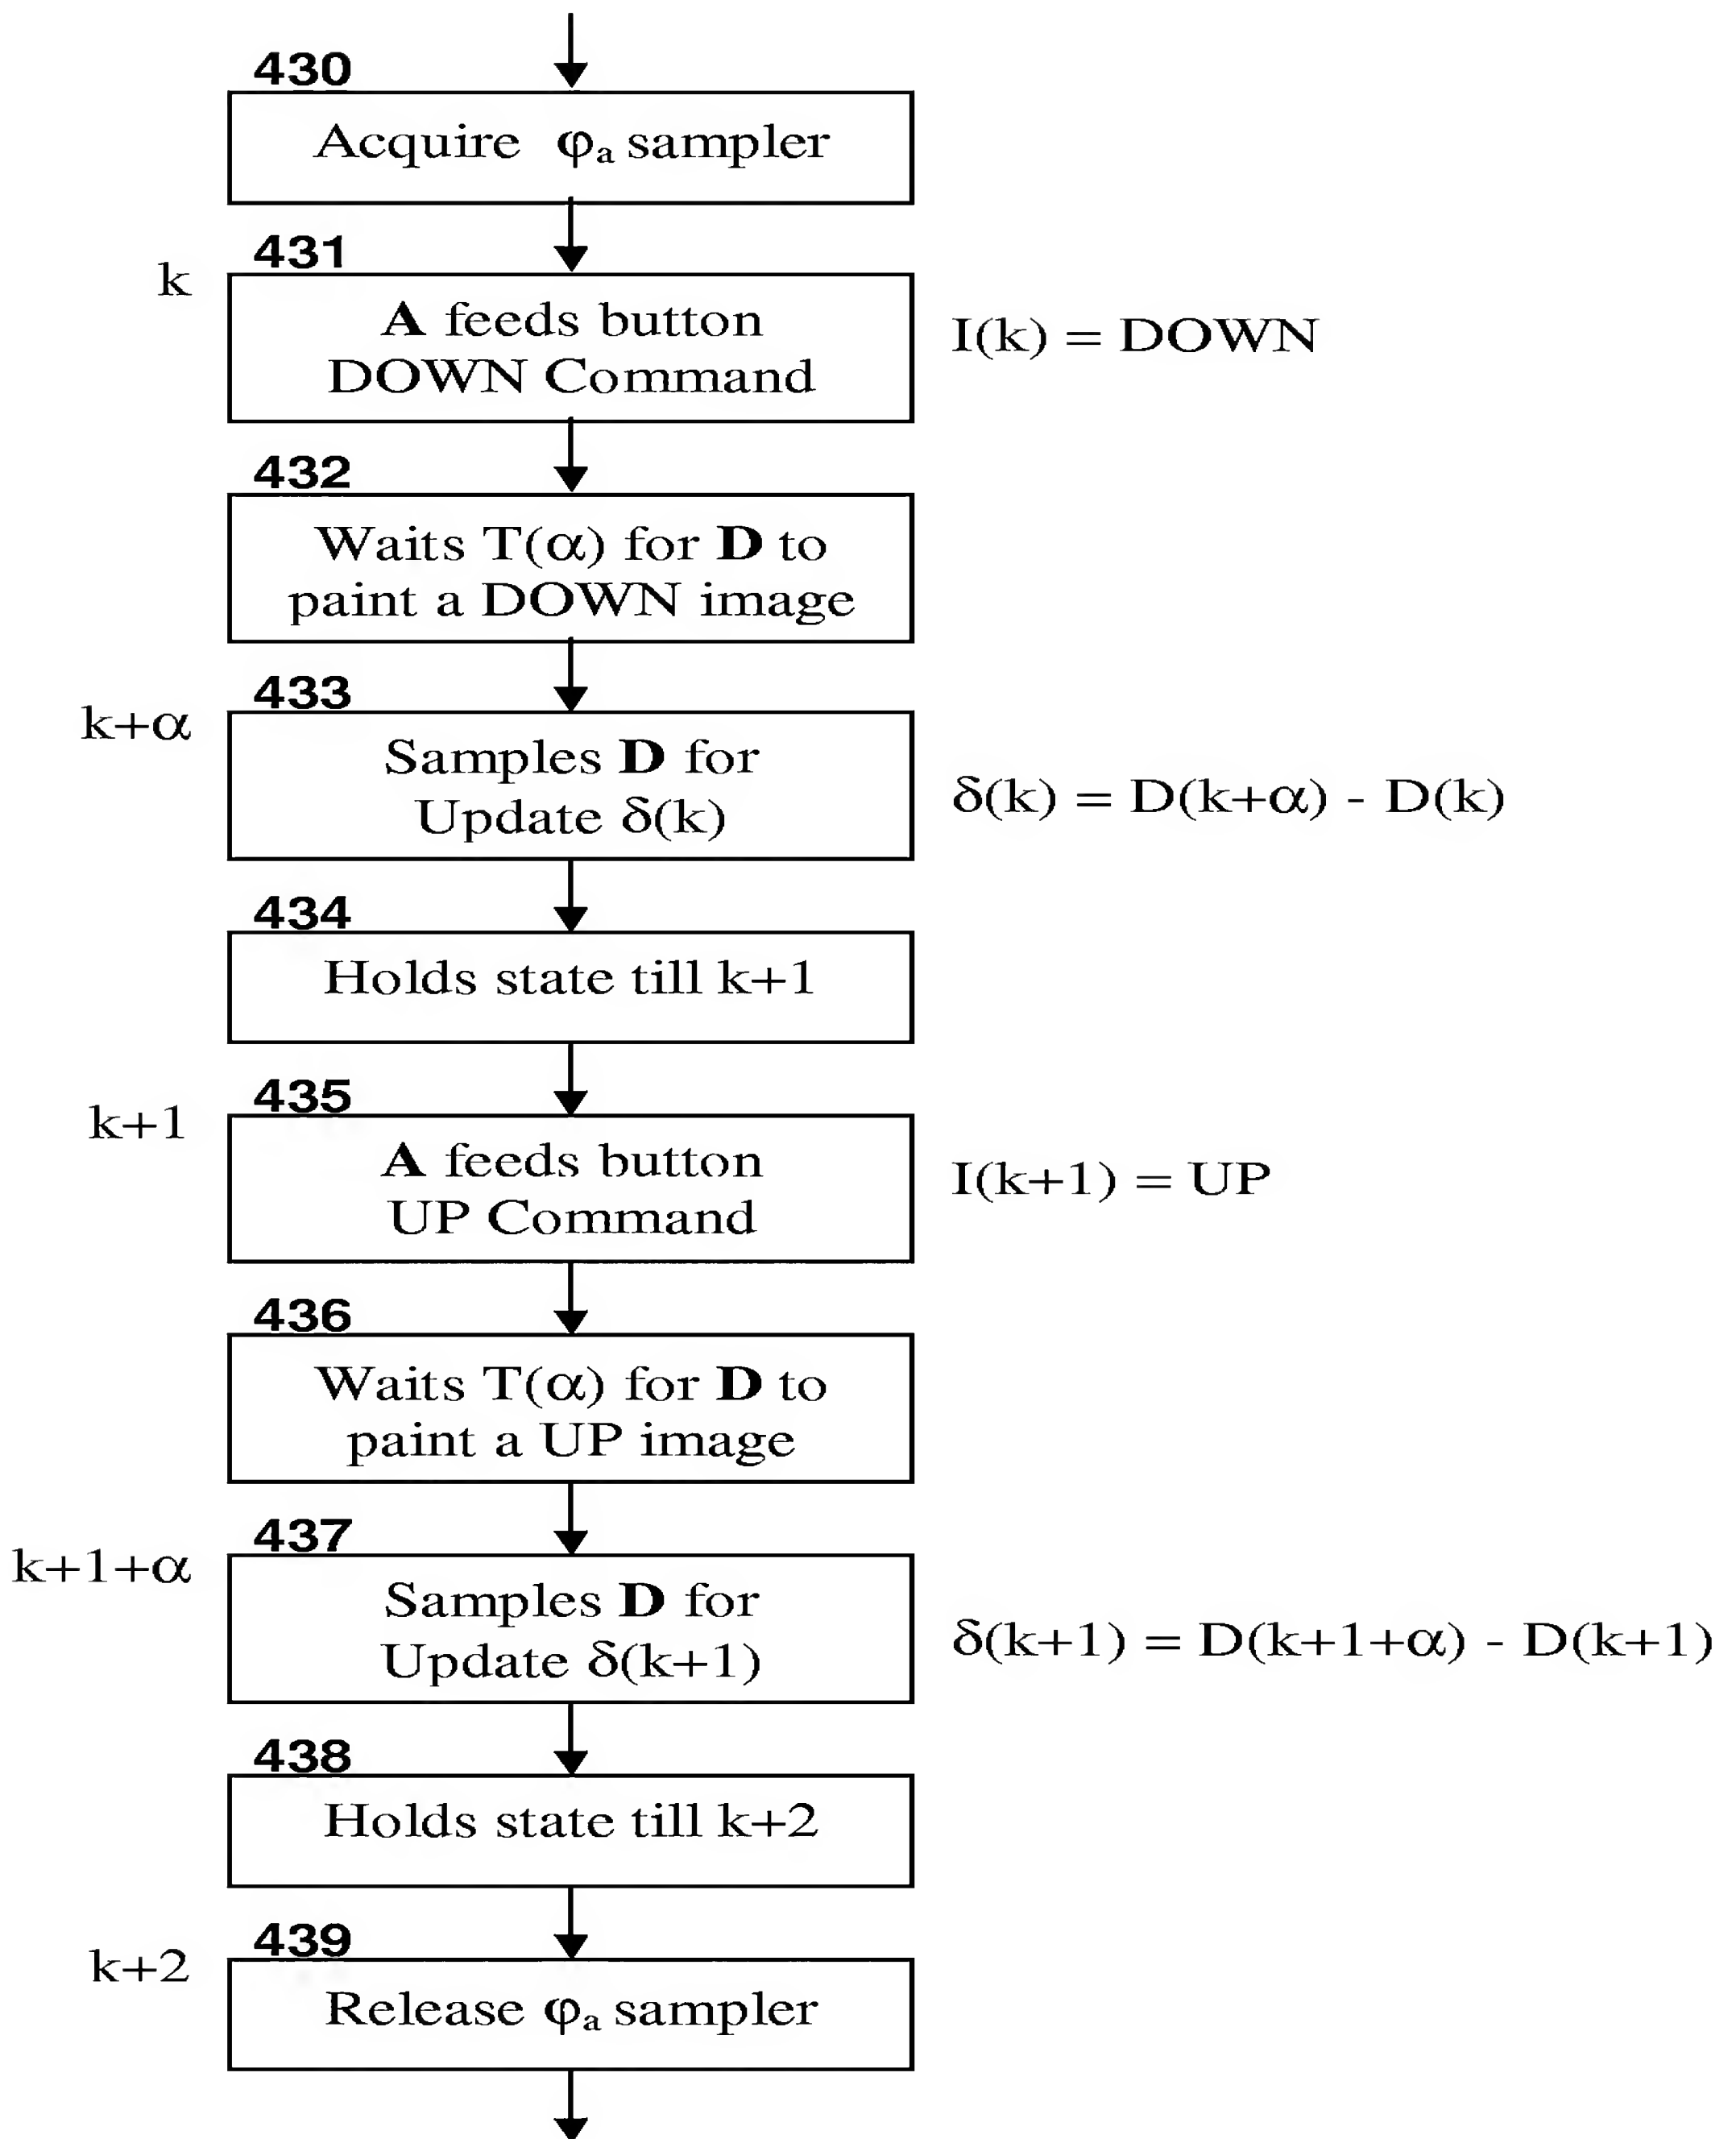 430
Acquire φa sampler
431
k
A feeds button
DOWN Command
I(k) = DOWN
432
Waits T(α) for D to
paint a DOWN image
433
k+α
Samples D for
Update δ(k)
δ(k) = D(k+α) - D(k)
434
Holds state till k+1
435
k+1
A feeds button
UP Command
I(k+1) = UP
436
Waits T(α) for D to
paint a UP image
437
k+1+α
Samples D for
Update δ(k+1)
δ(k+1) = D(k+1+α) - D(k+1)
438
Holds state till k+2
439
k+2
Release φa sampler